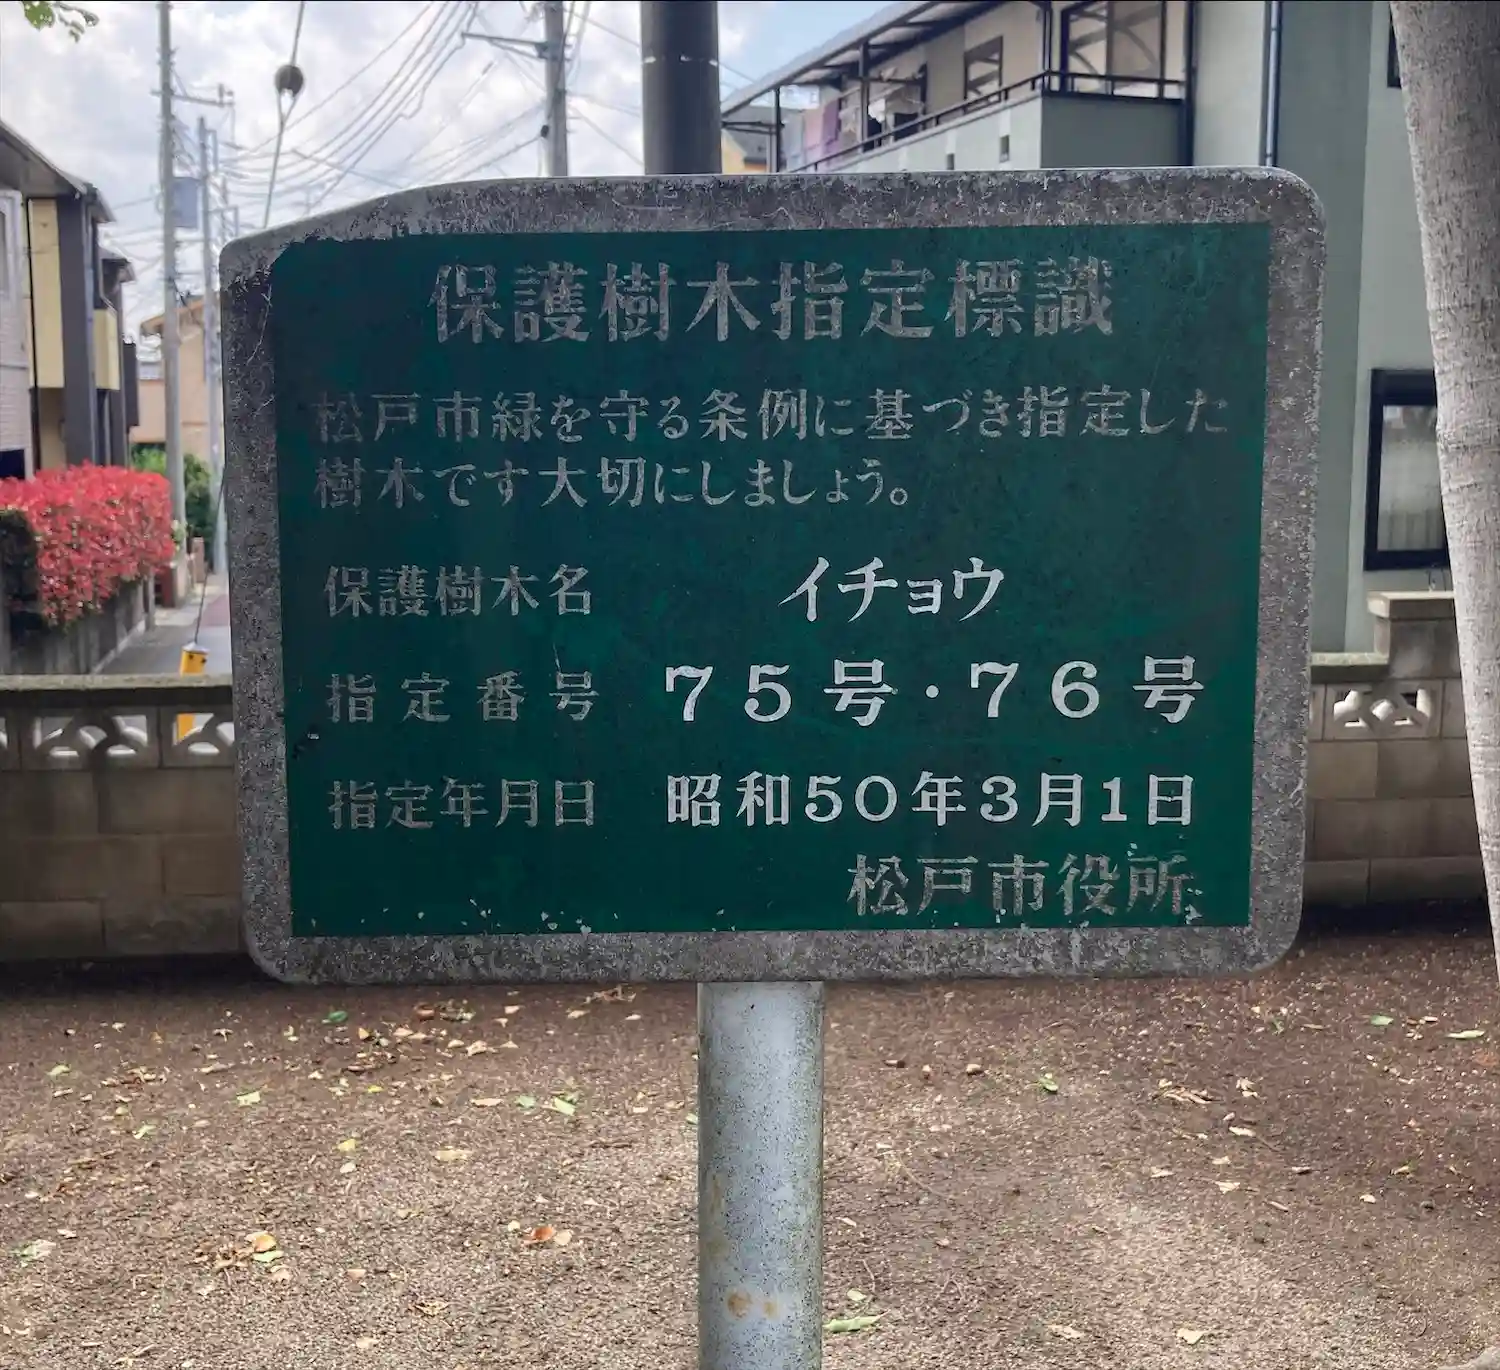 保護樹木指定標識
松戸市緑を守る条例に基づき指定した
樹木です大切にしましょう。
保護樹木名 イチョウ
指定番号 75号・76号
指定年月日 昭和50年3月1日
松戸市役所